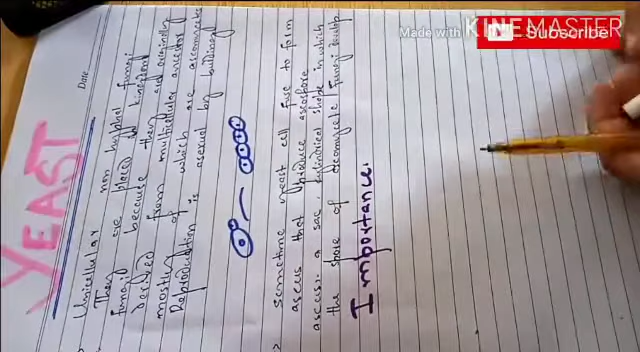 YEAST
Date
Unicellular non hyphal fungi
They are placed in kingdom
Fungi because they are originally
Derived from multicellular ancestor
mostly of which are ascomycetes
Reproduction is asexual by budding
> Sometime yeast cell fuse to form
ascus that produce ascospore
ascus: a sac, cylindrical shape in which
the spore of ascomycete fungi develop
Importance.
Made with KINEMASTER
Subscribe